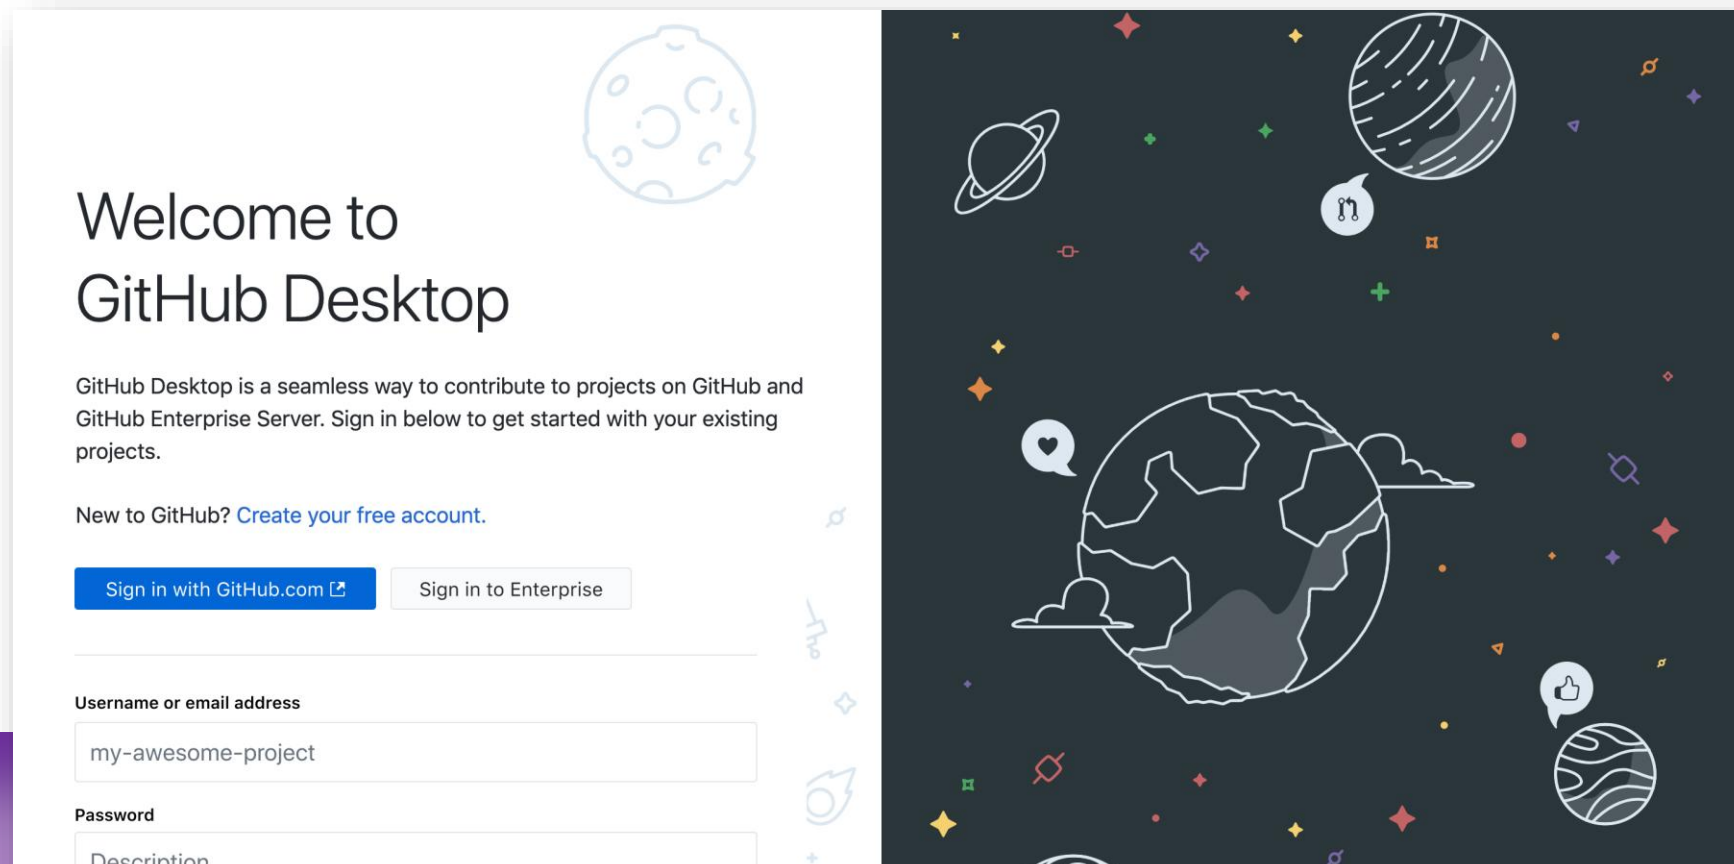 Welcome to
GitHub Desktop
GitHub Desktop is a seamless way to contribute to projects on GitHub and
GitHub Enterprise Server. Sign in below to get started with your existing
projects.
New to GitHub? Create your free account.
Sign in with GitHub.com
Sign in to Enterprise
Username or email address
my-awesome-project
Password
Description